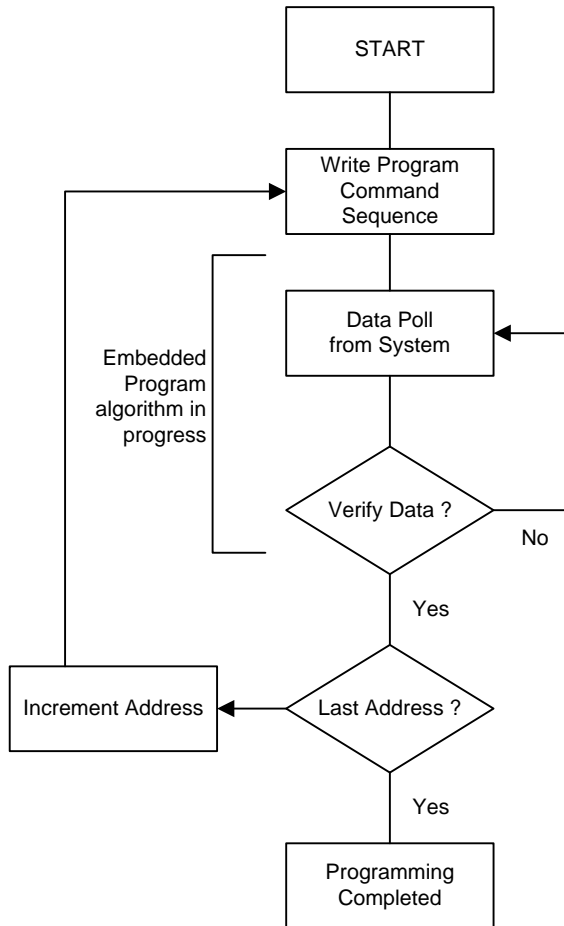 START
Write Program
Command
Sequence
Data Poll
from System
Embedded
Program
algorithm in
progress
Verify Data ?
No
Yes
Increment Address
Last Address ?
Yes
Programming
Completed